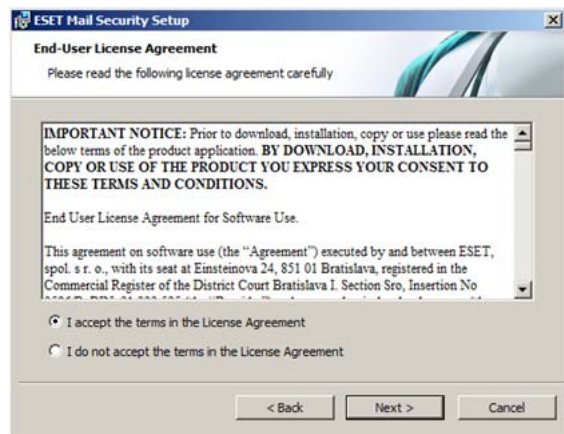 ESET Mail Security Setup
End-User License Agreement
Please read the following license agreement carefully
IMPORTANT NOTICE: Prior to download, installation, copy or use please read the
below terms of the product application. BY DOWNLOAD, INSTALLATION,
COPY OR USE OF THE PRODUCT YOU EXPRESS YOUR CONSENT TO
THESE TERMS AND CONDITIONS.
End User License Agreement for Software Use.
This agreement on software use (the “Agreement”) executed by and between ESET,
spol. s r. o., with its seat at Einsteinova 24, 851 01 Bratislava, registered in the
Commercial Register of the District Court Bratislava I. Section Sro, Insertion No
I accept the terms in the License Agreement
I do not accept the terms in the License Agreement
< Back
Next >
Cancel